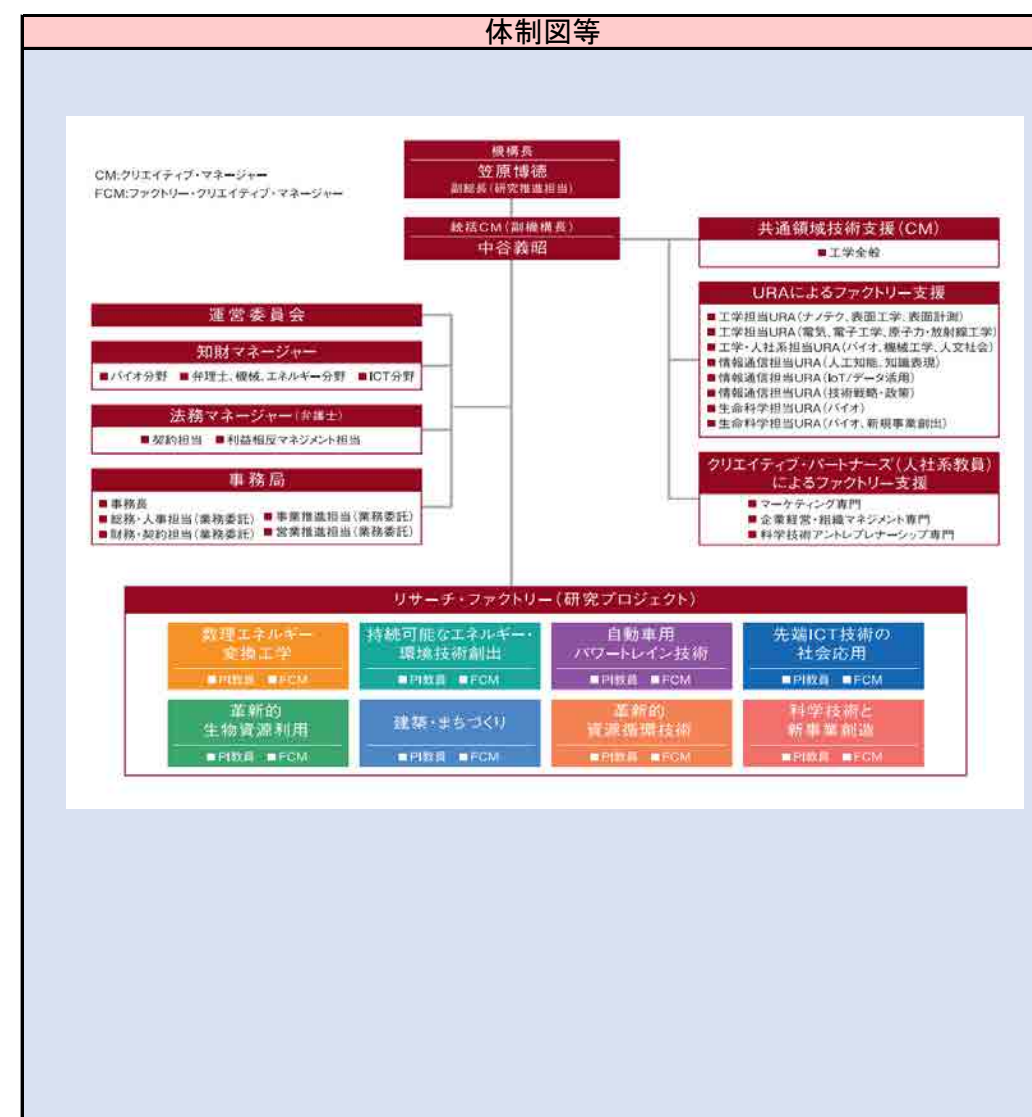 体制図等
CM:クリエイティブ・マネージャー
FCM:ファクトリー・クリエイティブ・マネージャー
機構長
笠原博徳
副総長(研究推進担当)
統括CM(副機構長)
中谷義昭
運営委員会
知財マネージャー
■バイオ分野 ■弁理士、機械、エネルギー分野 ■ICT分野
法務マネージャー(弁護士)
■契約担当 ■利益相反マネジメント担当
事務局
■事務長
■総務・人事担当(業務委託) ■事業推進担当(業務委託)
■財務・契約担当(業務委託) ■営業推進担当(業務委託)
共通領域技術支援(CM)
■工学全般
URAによるファクトリー支援
■工学担当URA(ナノテク、表面工学、表面計測)
■工学担当URA(電気、電子工学、原子力・放射線工学)
■工学・人社系担当URA(バイオ、機械工学、人文社会)
■情報通信担当URA(人工知能、知識表現)
■情報通信担当URA(IoT/データ活用)
■情報通信担当URA(技術戦略・政策)
■生命科学担当URA(バイオ)
■生命科学担当URA(バイオ、新規事業創出)
クリエイティブ・パートナーズ(人社系教員)
によるファクトリー支援
■マーケティング専門
■企業経営・組織マネジメント専門
■科学技術アントレプレナーシップ専門
リサーチ・ファクトリー(研究プロジェクト)
数理エネルギー
変換工学
■PI教員 ■FCM
持続可能なエネルギー・
環境技術創出
■PI教員 ■FCM
自動車用
パワートレイン技術
■PI教員 ■FCM
先端ICT技術の
社会応用
■PI教員 ■FCM
革新的
生物資源利用
■PI教員 ■FCM
建築・まちづくり
■PI教員 ■FCM
革新的
資源循環技術
■PI教員 ■FCM
科学技術と
新事業創造
■PI教員 ■FCM